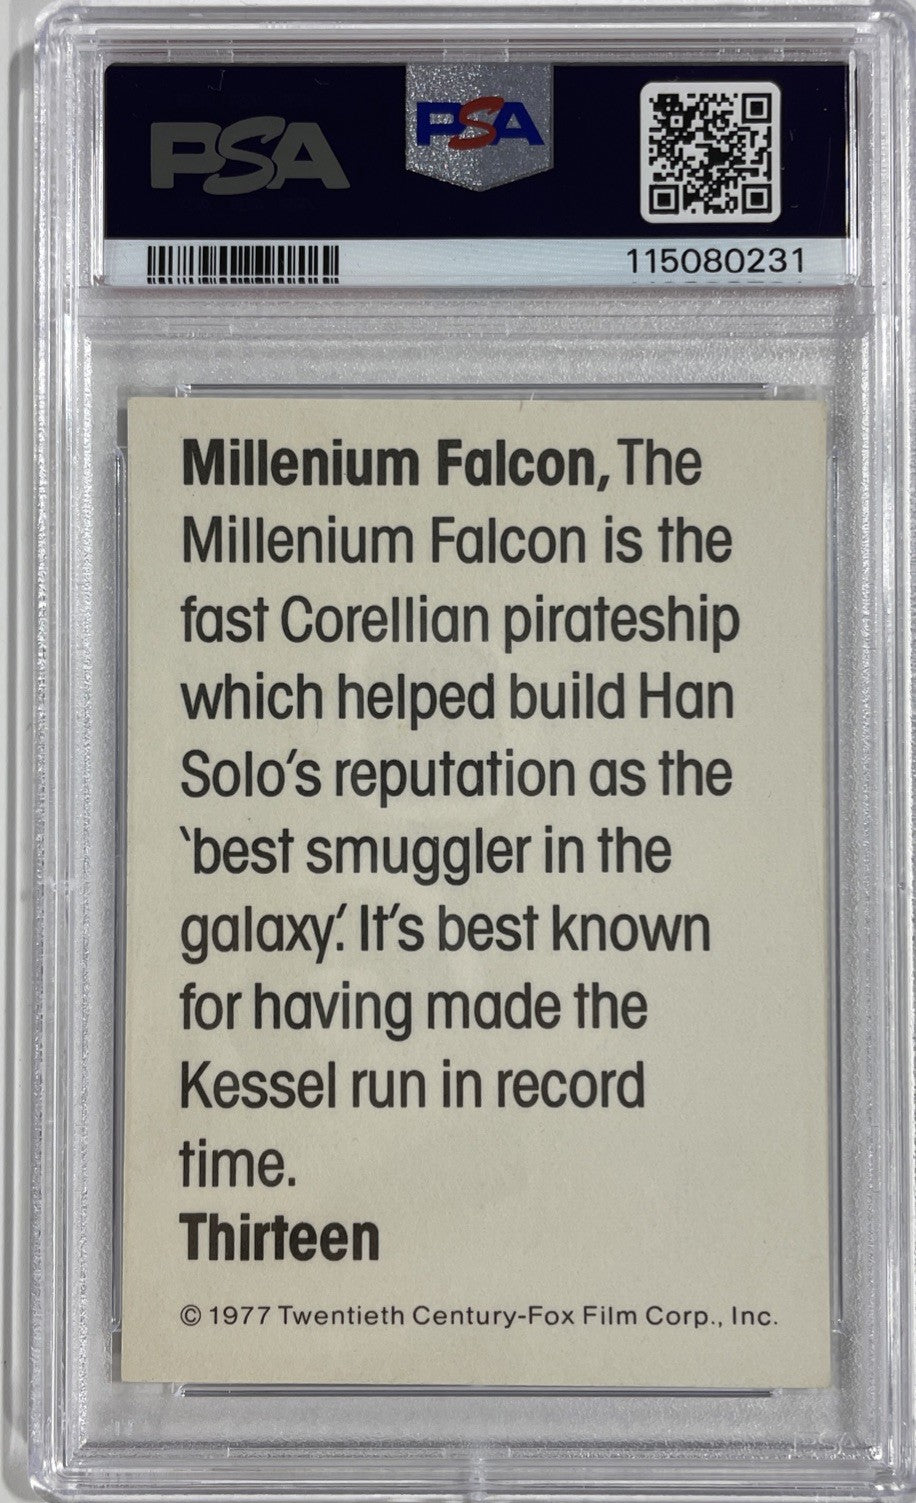 PSA
PSA
115080231
Millenium Falcon, The
Millenium Falcon is the
fast Corellian pirateship
which helped build Han
Solo's reputation as the
'best smuggler in the
galaxy'. It's best known
for having made the
Kessel run in record
time.
Thirteen
© 1977 Twentieth Century-Fox Film Corp., Inc.